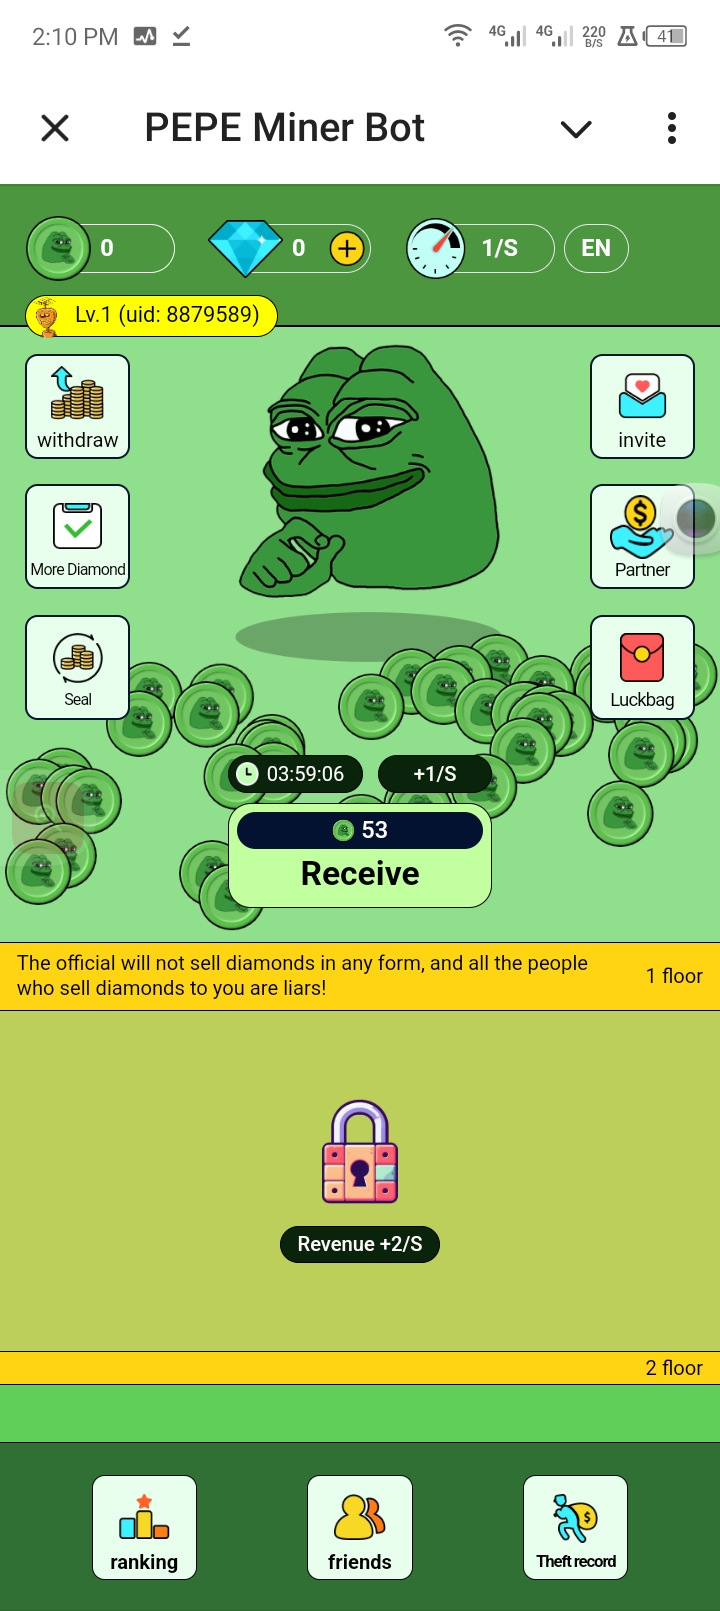 2:10 PM
4G 4G 220 B/S 41
PEPE Miner Bot
0 0 1/S EN
Lv.1 (uid: 8879589)
withdraw
invite
More Diamond
Partner
Seal
Luckbag
03:59:06 +1/S
53
Receive
The official will not sell diamonds in any form, and all the people
who sell diamonds to you are liars!
1 floor
Revenue +2/S
2 floor
ranking friends Theft record